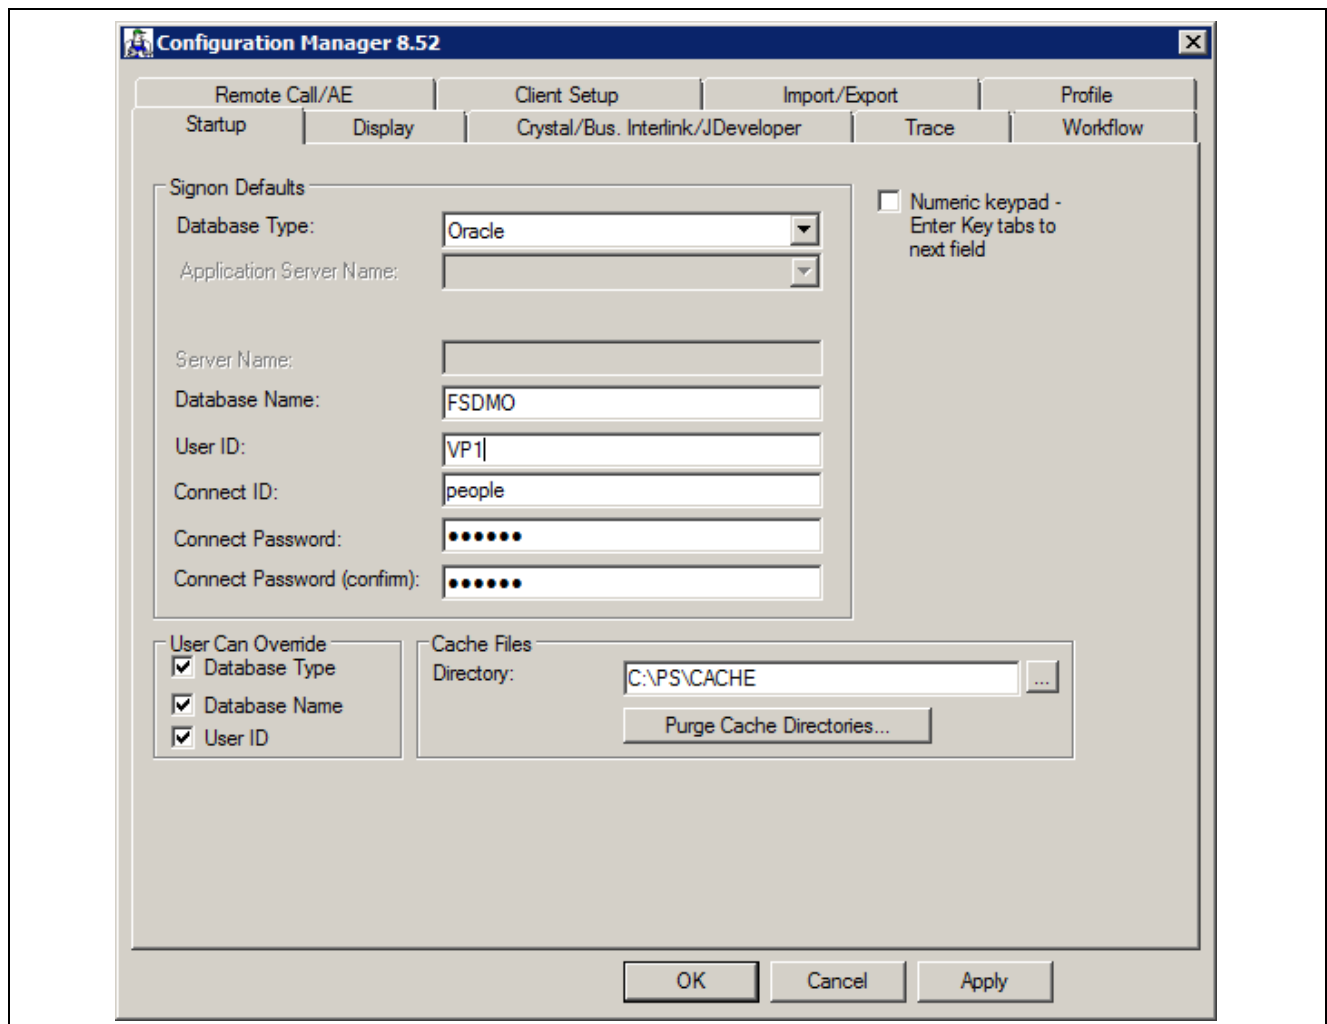 Configuration Manager 8.52
Remote Call/AE Client Setup Import/Export Profile
Startup Display Crystal/Bus. Interlink/JDeveloper Trace Workflow
Signon Defaults
Database Type: Oracle
Application Server Name:
Server Name:
Database Name: FSDMO
User ID: VP1
Connect ID: people
Connect Password: ●●●●●●
Connect Password (confirm): ●●●●●●
Numeric keypad -
Enter Key tabs to
next field
User Can Override
Database Type
Database Name
User ID
Cache Files
Directory: C:\PS\CACHE ...
Purge Cache Directories...
OK Cancel Apply